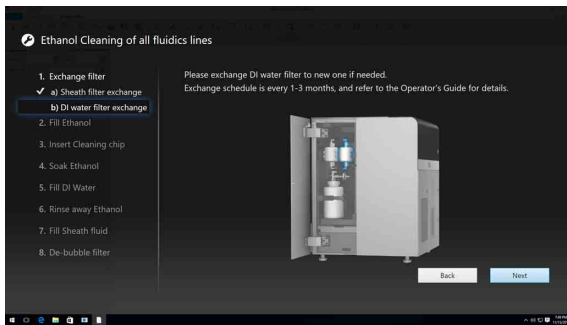 Ethanol Cleaning of all fluidics lines
1. Exchange filter
a) Sheath filter exchange
b) DI water filter exchange
2. Fill Ethanol
3. Insert Cleaning chip
4. Soak Ethanol
5. Fill DI Water
6. Rinse away Ethanol
7. Fill Sheath fluid
8. De-bubble filter
Please exchange DI water filter to new one if needed.
Exchange schedule is every 1-3 months, and refer to the Operator's Guide for details.
Back
Next